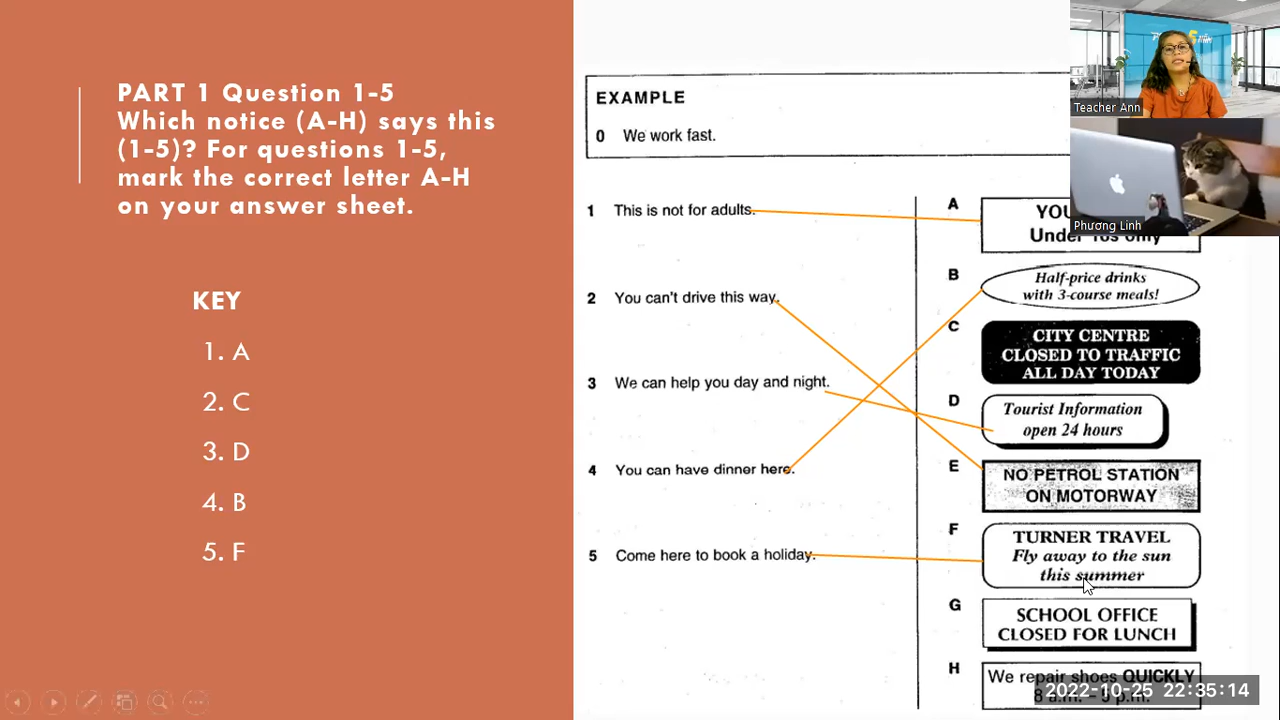 PART 1 Question 1-5
Which notice (A-H) says this
(1-5)? For questions 1-5,
mark the correct letter A-H
on your answer sheet.
KEY
1. A
2. C
3. D
4. B
5. F
EXAMPLE
0 We work fast.
1 This is not for adults.
2 You can't drive this way.
3 We can help you day and night.
4 You can have dinner here.
5 Come here to book a holiday.
A
Under 16s only
B
Half-price drinks
with 3-course meals!
C
CITY CENTRE
CLOSED TO TRAFFIC
ALL DAY TODAY
D
Tourist Information
open 24 hours
E
NO PETROL STATION
ON MOTORWAY
F
TURNER TRAVEL
Fly away to the sun
this summer
G
SCHOOL OFFICE
CLOSED FOR LUNCH
H
We repair shoes QUICKLY
Teacher Ann
Phương Linh
2022-10-25 22:35:14